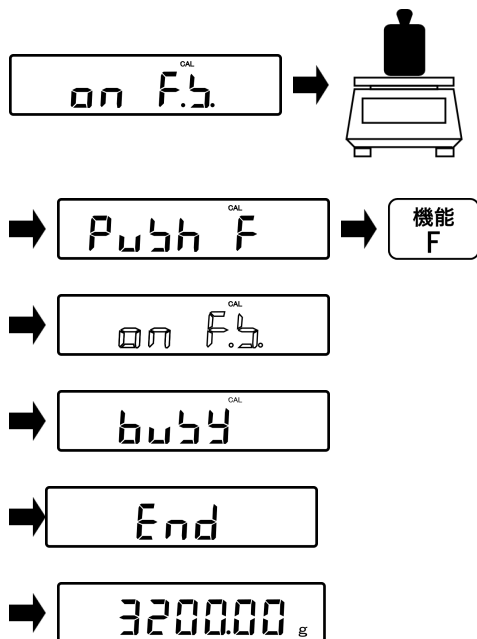 CAL
on F.S.
CAL
Push F
機能
F
CAL
on F.S.
CAL
busy
End
3200.00 g